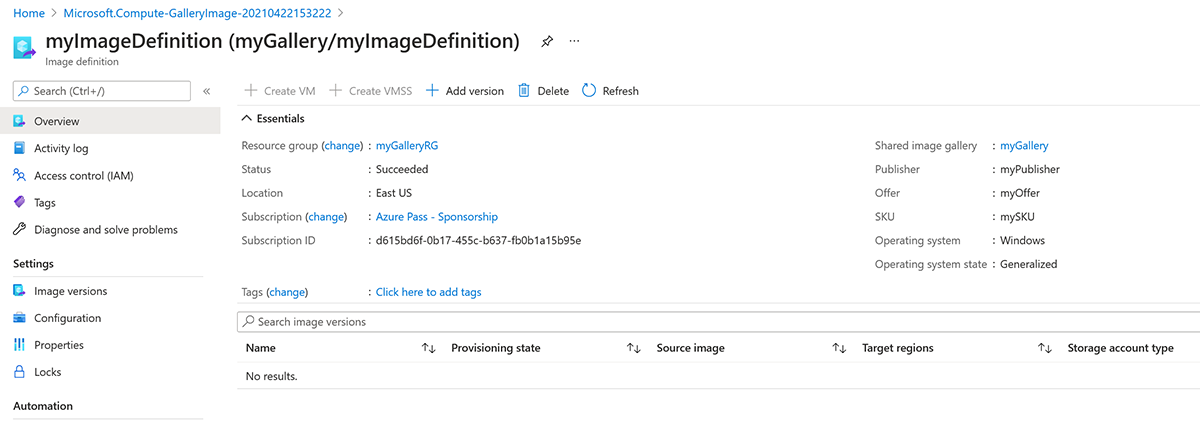 Home > Microsoft.Compute-GalleryImage-20210422153222 >
myImageDefinition (myGallery/myImageDefinition) ...
Image definition
Search (Ctrl+/) «
Create VM Create VMSS Add version Delete Refresh
Overview
Activity log
Access control (IAM)
Tags
Diagnose and solve problems
Settings
Image versions
Configuration
Properties
Locks
Automation
Essentials
Resource group (change) : myGalleryRG
Status : Succeeded
Location : East US
Subscription (change) : Azure Pass - Sponsorship
Subscription ID : d615bd6f-0b17-455c-b637-fb0b1a15b95e
Shared image gallery : myGallery
Publisher : myPublisher
Offer : myOffer
SKU : mySKU
Operating system : Windows
Operating system state : Generalized
Tags (change) : Click here to add tags
Search image versions
Name ↑↓ Provisioning state ↑↓ Source image ↑↓ Target regions ↑↓ Storage account type
No results.